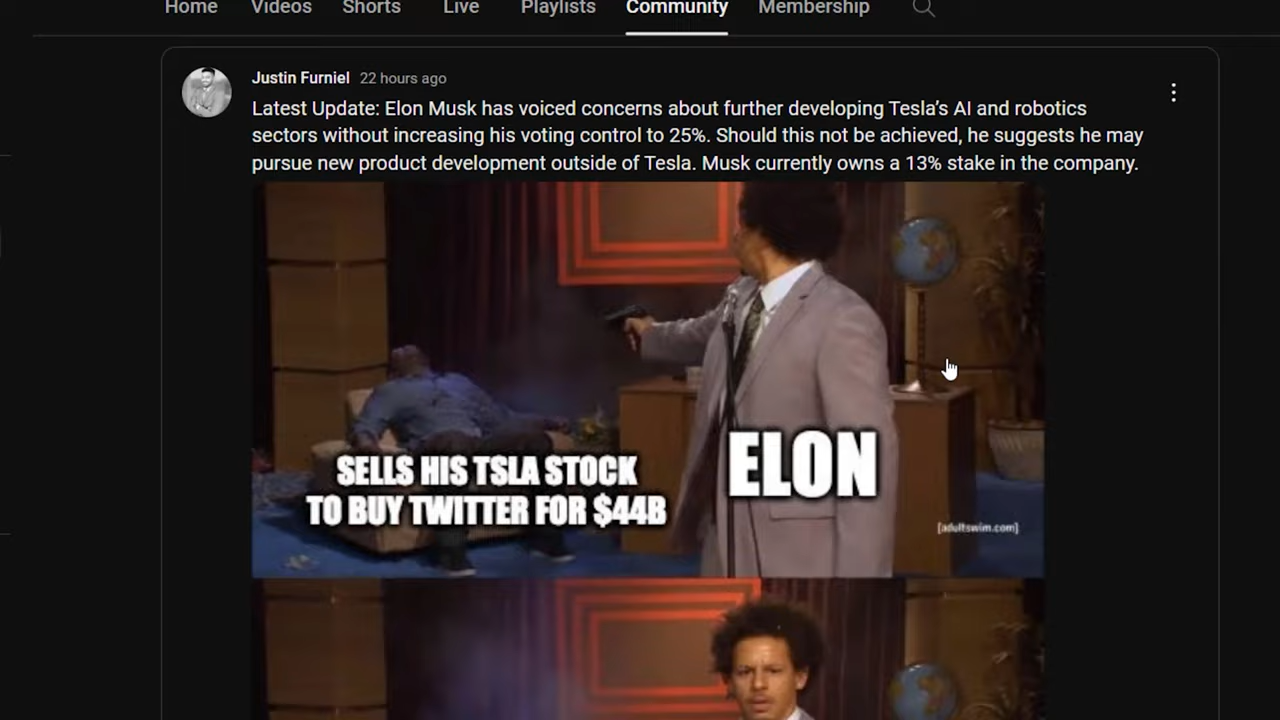 Home Videos Shorts Live Playlists Community Membership
Justin Furniel 22 hours ago
Latest Update: Elon Musk has voiced concerns about further developing Tesla’s AI and robotics
sectors without increasing his voting control to 25%. Should this not be achieved, he suggests he may
pursue new product development outside of Tesla. Musk currently owns a 13% stake in the company.
SELLS HIS TSLA STOCK
TO BUY TWITTER FOR $44B
ELON
[adultswim.com]